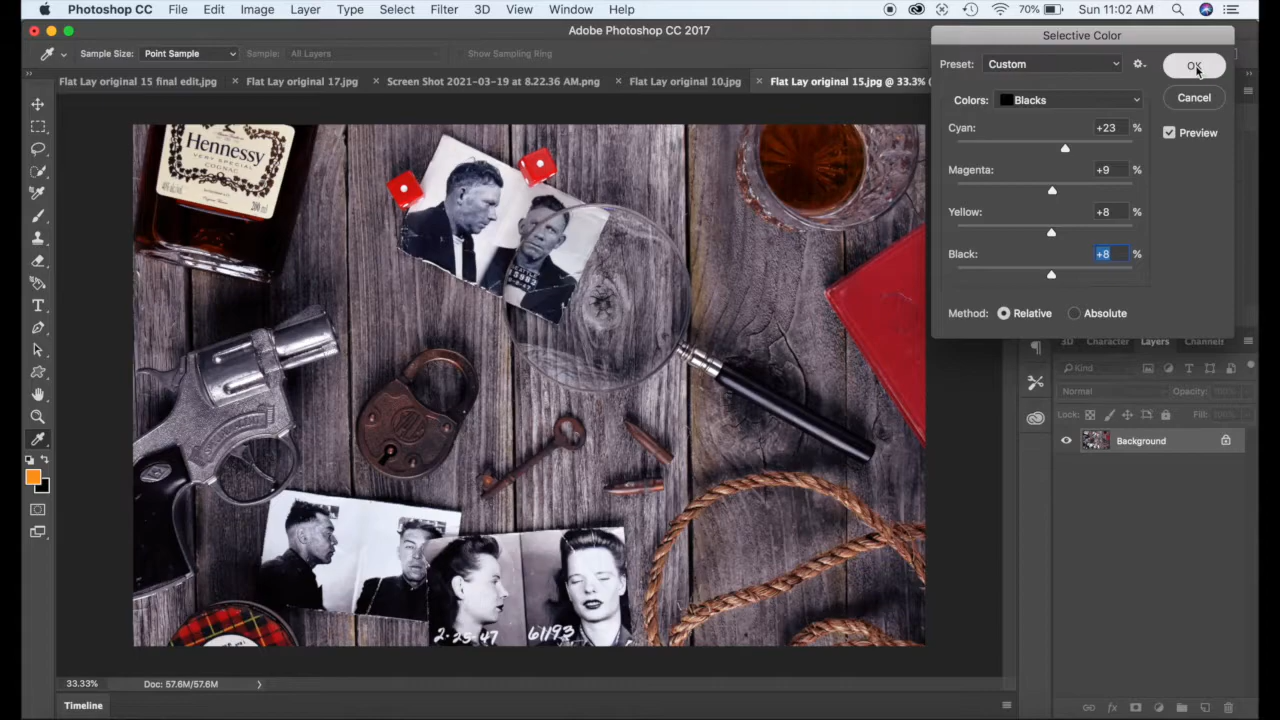 Photoshop CC File Edit Image Layer Type Select Filter 3D View Window Help 70% Sun 11:02 AM
Adobe Photoshop CC 2017
Selective Color
Sample Size: Point Sample Sample: All Layers Show Sampling Ring
Preset: Custom OK
Flat Lay original 15 final edit.jpg Flat Lay original 17.jpg Screen Shot 2021-03-19 at 8.22.36 AM.png Flat Lay original 10.jpg Flat Lay original 15.jpg @ 33.3%
Colors: Blacks Cancel
Cyan: +23 %
Preview
Magenta: +9 %
Yellow: +8 %
Black: +8 %
Method: Relative Absolute
Hennessy
VERY SPECIAL
COGNAC
200 ml
3D Character Layers Channels
Kind
Normal Opacity:
Lock: Fill:
Background
2-25-47 61193
33.33% Doc: 57.6M/57.6M
Timeline